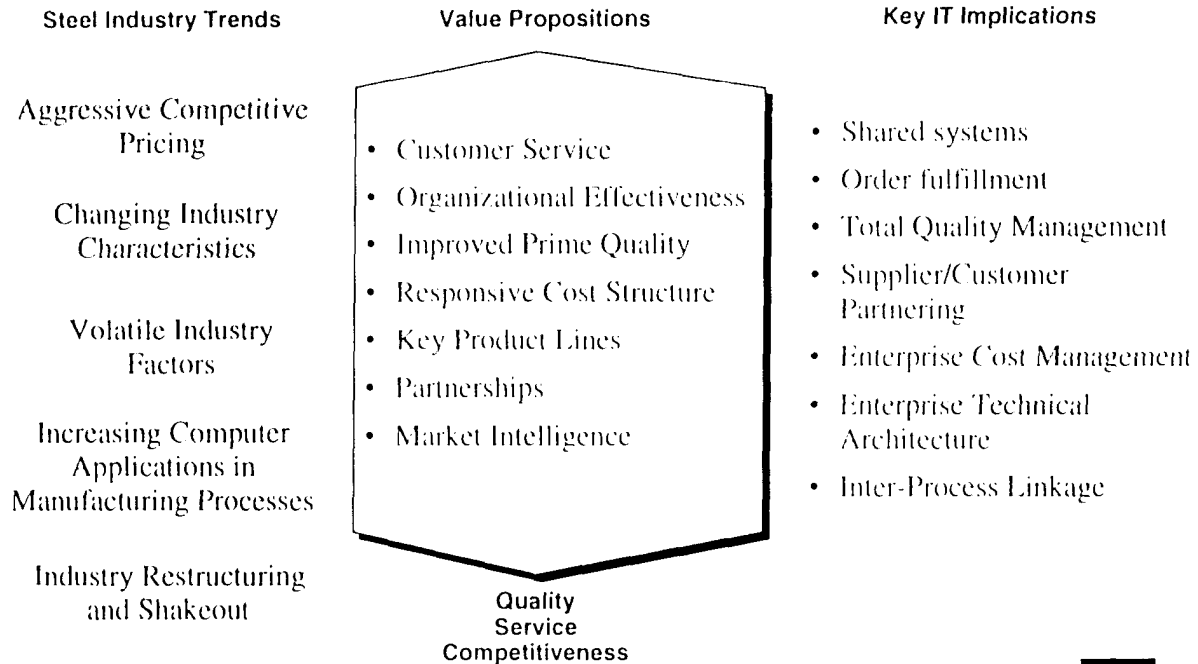 Steel Industry Trends
Aggressive Competitive
Pricing
Changing Industry
Characteristics
Volatile Industry
Factors
Increasing Computer
Applications in
Manufacturing Processes
Industry Restructuring
and Shakeout
Value Propositions
• Customer Service
• Organizational Effectiveness
• Improved Prime Quality
• Responsive Cost Structure
• Key Product Lines
• Partnerships
• Market Intelligence
Quality
Service
Competitiveness
Key IT Implications
• Shared systems
• Order fulfillment
• Total Quality Management
• Supplier/Customer
Partnering
• Enterprise Cost Management
• Enterprise Technical
Architecture
• Inter-Process Linkage